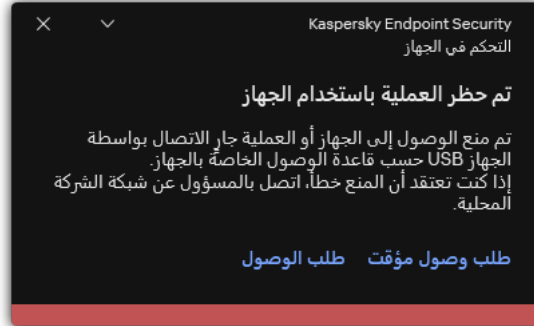 Kaspersky Endpoint Security
التحكم في الجهاز
تم حظر العملية باستخدام الجهاز
تم منع الوصول إلى الجهاز أو العملية جارٍ الاتصال بواسطة
الجهاز USB حسب قاعدة الوصول الخاصة بالجهاز.
إذا كنت تعتقد أن المنع خطأ، اتصل بالمسؤول عن شبكة الشركة
المحلية.
طلب وصول مؤقت طلب الوصول